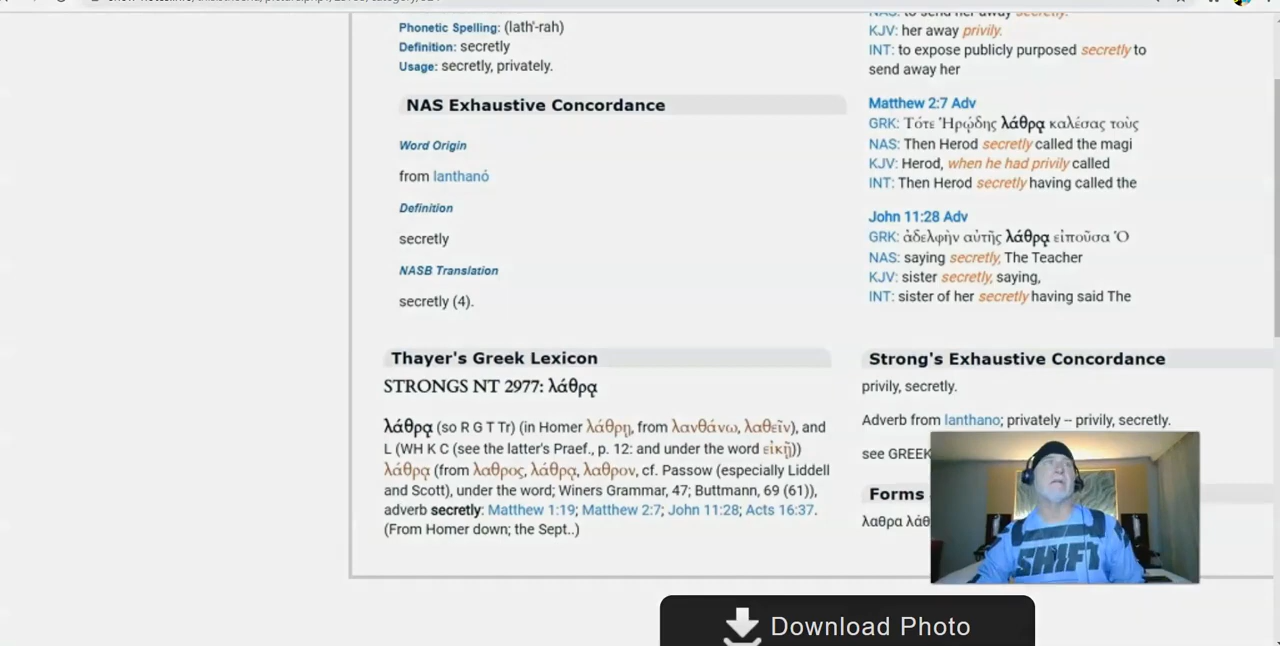 Phonetic Spelling: (lath'-rah)
Definition: secretly
Usage: secretly, privately.
NAS Exhaustive Concordance
Word Origin
from lanthanó
Definition
secretly
NASB Translation
secretly (4).
Thayer's Greek Lexicon
STRONGS NT 2977: λάθρᾳ
λάθρᾳ (so R G T Tr) (in Homer λάθρῃ, from λανθάνω, λαθεῖν), and
L (WH K C (see the latter's Praef., p. 12: and under the word εἰκῇ))
λάθρᾳ (from λαθρος, λάθρᾳ, λαθρον, cf. Passow (especially Liddell
and Scott), under the word; Winers Grammar, 47; Buttmann, 69 (61)),
adverb secretly: Matthew 1:19; Matthew 2:7; John 11:28; Acts 16:37.
(From Homer down; the Sept..)
NAS: to send her away secretly.
KJV: her away privily.
INT: to expose publicly purposed secretly to
send away her
Matthew 2:7 Adv
GRK: Τότε Ἡρῴδης λάθρᾳ καλέσας τοὺς
NAS: Then Herod secretly called the magi
KJV: Herod, when he had privily called
INT: Then Herod secretly having called the
John 11:28 Adv
GRK: ἀδελφὴν αὐτῆς λάθρᾳ εἰποῦσα Ὁ
NAS: saying secretly, The Teacher
KJV: sister secretly, saying,
INT: sister of her secretly having said The
Strong's Exhaustive Concordance
privily, secretly.
Adverb from lanthano; privately -- privily, secretly.
see GREEK
Forms
λαθρα λάθ
SHIFT
Download Photo